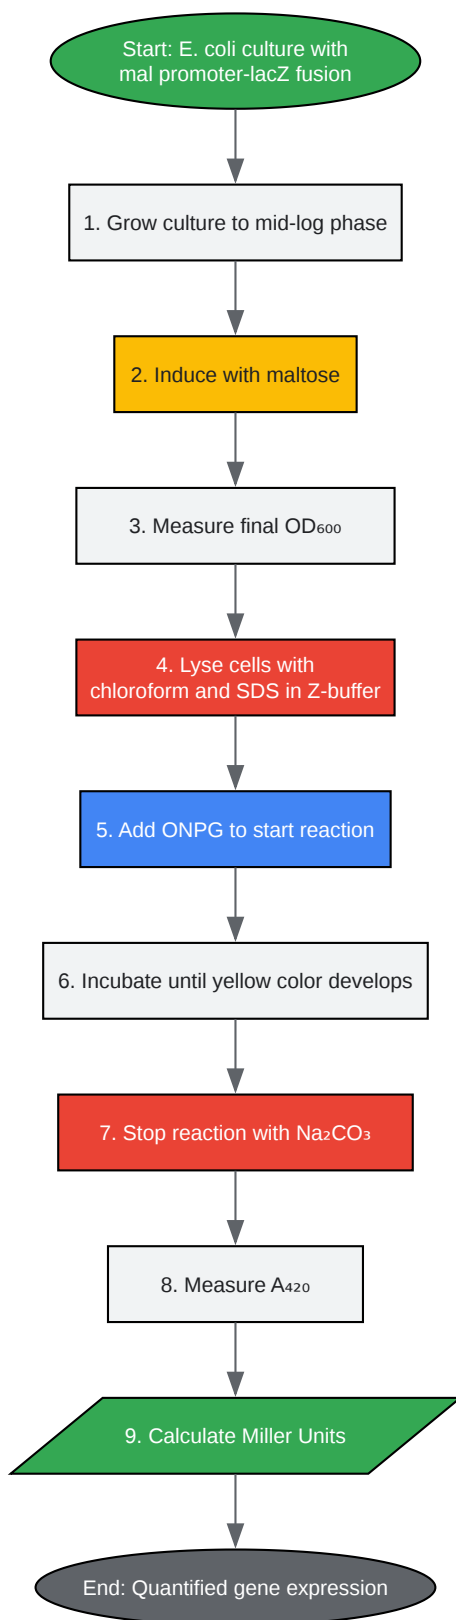 Start: E. coli culture with
mal promoter-lacZ fusion
1. Grow culture to mid-log phase
2. Induce with maltose
3. Measure final OD₆₀₀
4. Lyse cells with
chloroform and SDS in Z-buffer
5. Add ONPG to start reaction
6. Incubate until yellow color develops
7. Stop reaction with Na₂CO₃
8. Measure A₄₂₀
9. Calculate Miller Units
End: Quantified gene expression